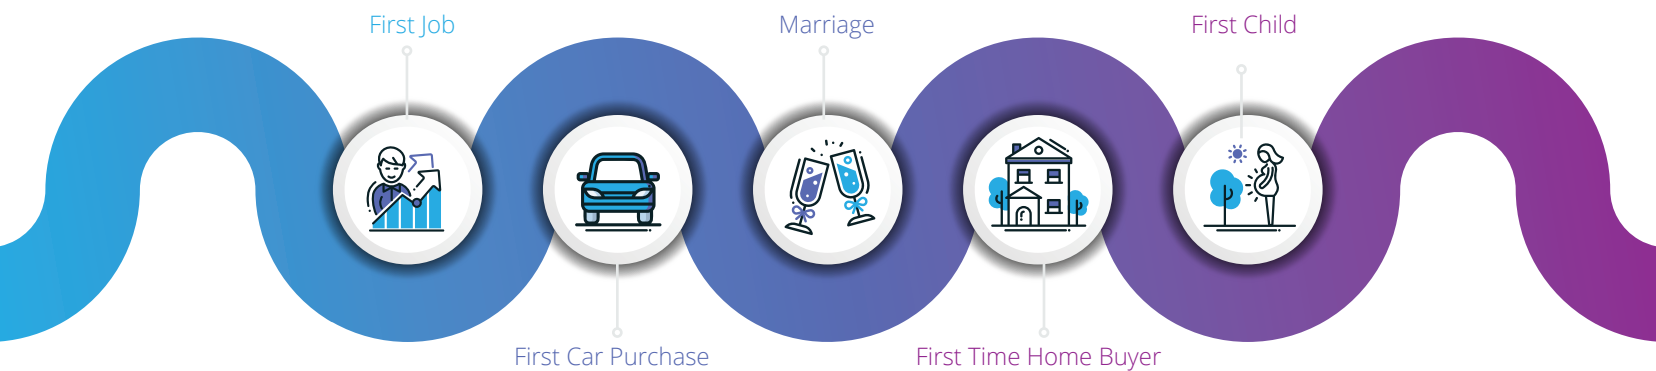 First Job
Marriage
First Child
First Car Purchase
First Time Home Buyer